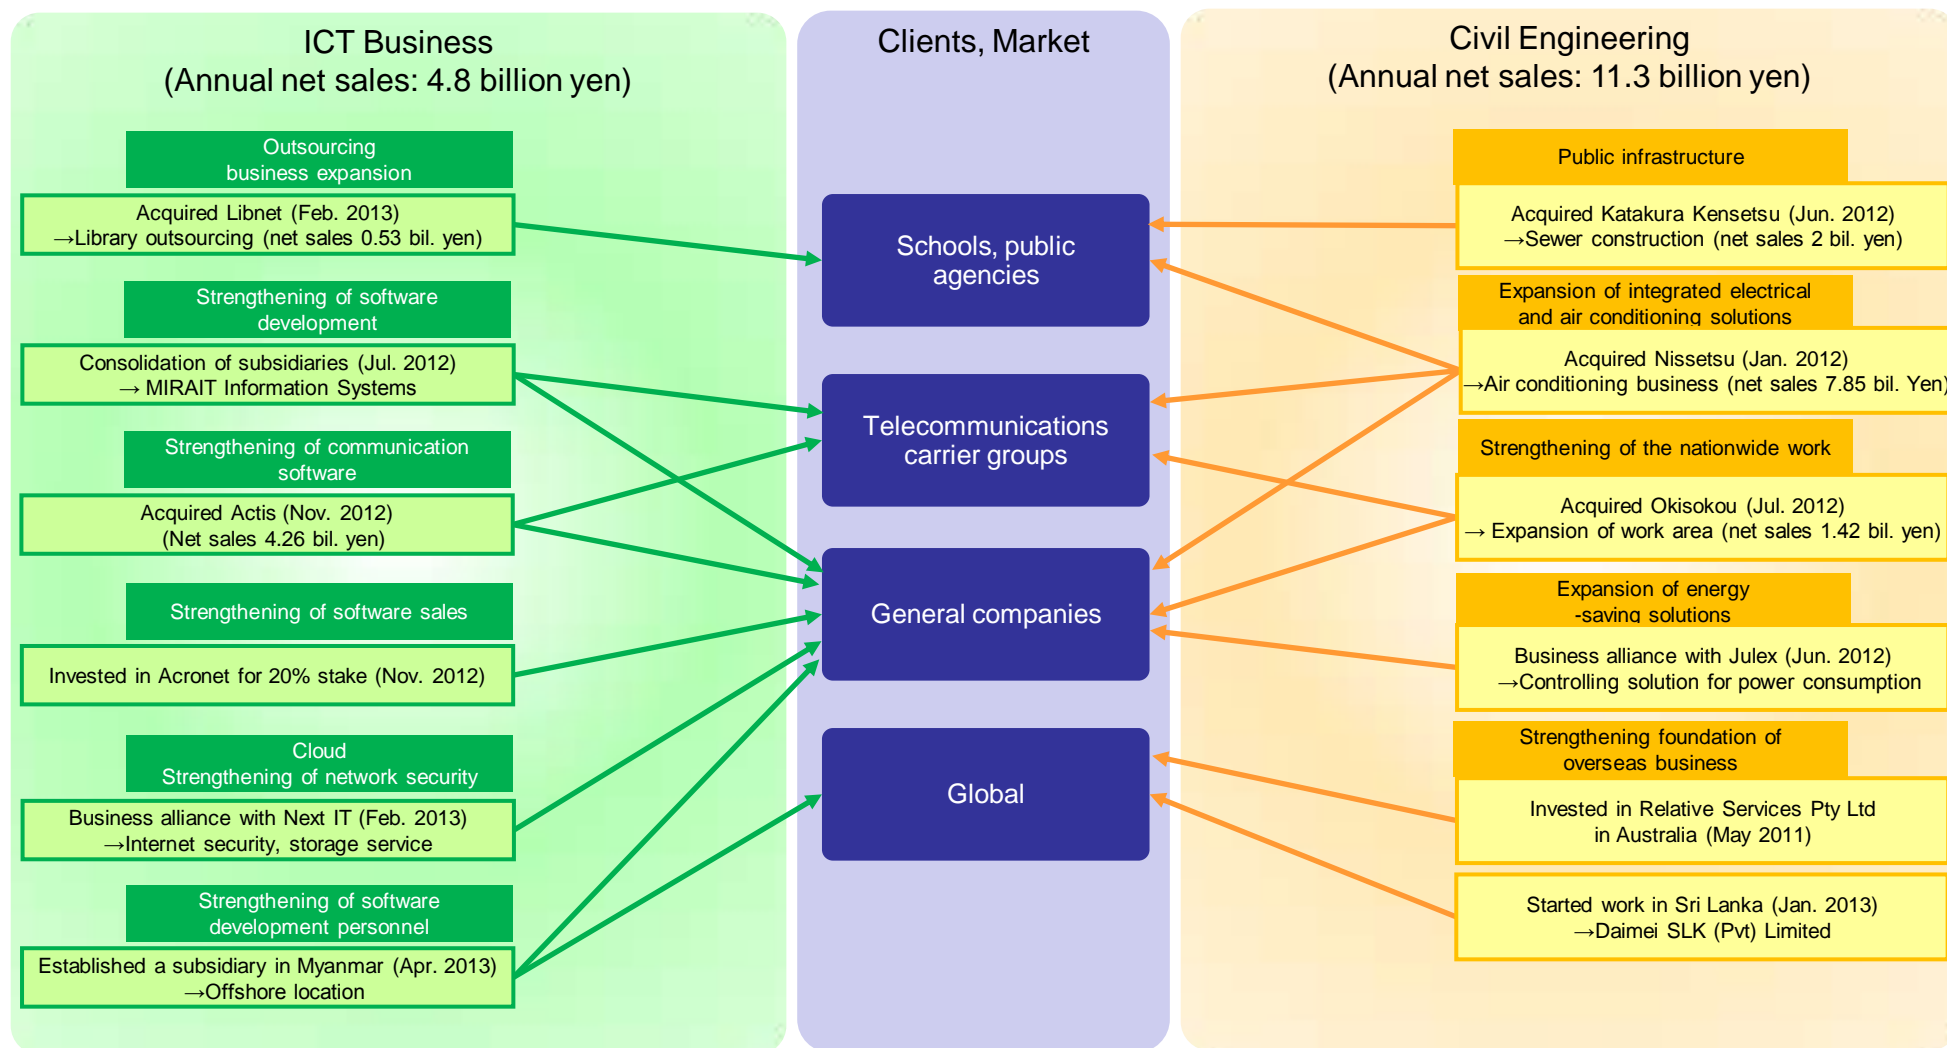 ICT Business
(Annual net sales: 4.8 billion yen)
Outsourcing
business expansion
Acquired Libnet (Feb. 2013)
→Library outsourcing (net sales 0.53 bil. yen)
Strengthening of software
development
Consolidation of subsidiaries (Jul. 2012)
→ MIRAIT Information Systems
Strengthening of communication
software
Acquired Actis (Nov. 2012)
(Net sales 4.26 bil. yen)
Strengthening of software sales
Invested in Acronet for 20% stake (Nov. 2012)
Cloud
Strengthening of network security
Business alliance with Next IT (Feb. 2013)
→Internet security, storage service
Strengthening of software
development personnel
Established a subsidiary in Myanmar (Apr. 2013)
→Offshore location
Clients, Market
Schools, public
agencies
Telecommunications
carrier groups
General companies
Global
Civil Engineering
(Annual net sales: 11.3 billion yen)
Public infrastructure
Acquired Katakura Kensetsu (Jun. 2012)
→Sewer construction (net sales 2 bil. yen)
Expansion of integrated electrical
and air conditioning solutions
Acquired Nissetsu (Jan. 2012)
→Air conditioning business (net sales 7.85 bil. Yen)
Strengthening of the nationwide work
Acquired Okisokou (Jul. 2012)
→ Expansion of work area (net sales 1.42 bil. yen)
Expansion of energy
-saving solutions
Business alliance with Julex (Jun. 2012)
→Controlling solution for power consumption
Strengthening foundation of
overseas business
Invested in Relative Services Pty Ltd
in Australia (May 2011)
Started work in Sri Lanka (Jan. 2013)
→Daimei SLK (Pvt) Limited